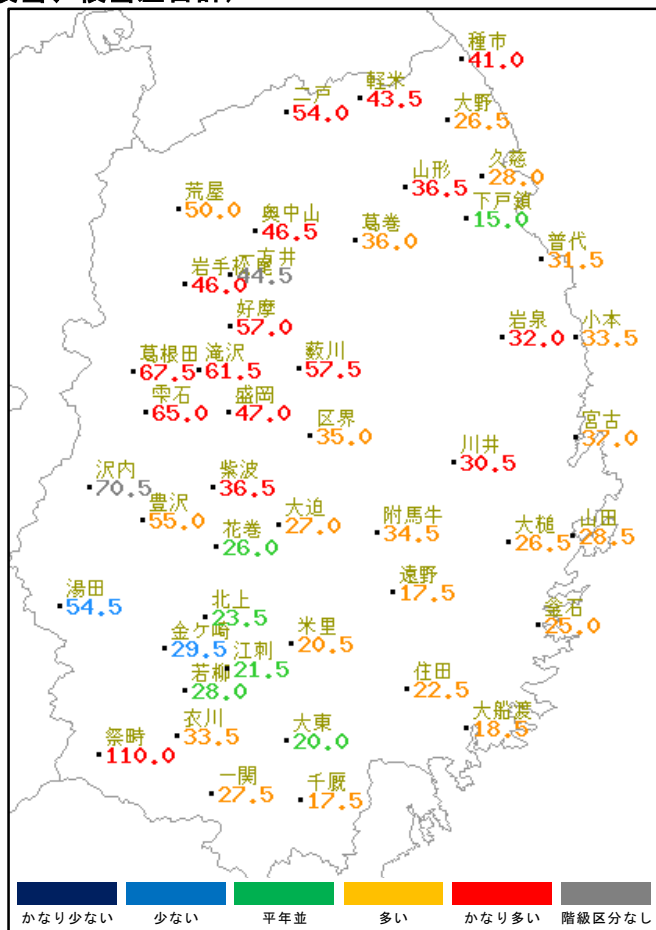 種市
41.0
軽米
43.5
二戸
54.0
大野
26.5
久慈
28.0
山形
36.5
下戸鎖
15.0
荒屋
50.0
奥中山
46.5
葛巻
36.0
普代
31.5
岩手松尾
46.0
一方井
44.5
好摩
57.0
岩泉
32.0
小本
33.5
葛根田
67.5
滝沢
61.5
薮川
57.5
雫石
65.0
盛岡
47.0
区界
35.0
宮古
37.0
川井
30.5
沢内
70.5
紫波
36.5
豊沢
55.0
花巻
26.0
大迫
27.0
附馬牛
34.5
大槌
26.5
山田
28.5
湯田
54.5
遠野
17.5
北上
23.5
釜石
25.0
金ケ崎
29.5
米里
20.5
江刺
21.5
若柳
28.0
住田
22.5
大船渡
18.5
衣川
33.5
大東
20.0
祭畤
110.0
一関
27.5
千厩
17.5
かなり少ない 少ない 平年並 多い かなり多い 階級区分なし